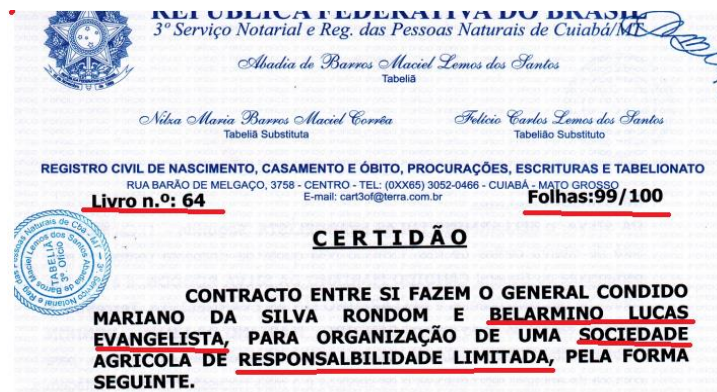 REPÚBLICA FEDERATIVA DO BRASIL
3º Serviço Notarial e Reg. das Pessoas Naturais de Cuiabá/MT
Abadia de Barros Maciel Lemos dos Santos
Tabeliã
Nilza Maria Barros Maciel Corrêa
Tabeliã Substituta
Felício Carlos Lemos dos Santos
Tabelião Substituto
REGISTRO CIVIL DE NASCIMENTO, CASAMENTO E ÓBITO, PROCURAÇÕES, ESCRITURAS E TABELIONATO
RUA BARÃO DE MELGAÇO, 3758 - CENTRO - TEL: (0XX65) 3052-0466 - CUIABÁ - MATO GROSSO
E-mail: cart3of@terra.com.br
Livro n.º: 64
Folhas:99/100
TABELIÃ
3º Ofício
CERTIDÃO
CONTRACTO ENTRE SI FAZEM O GENERAL CONDIDO
MARIANO DA SILVA RONDOM E BELARMINO LUCAS
EVANGELISTA, PARA ORGANIZAÇÃO DE UMA SOCIEDADE
AGRICOLA DE RESPONSALBILIDADE LIMITADA, PELA FORMA
SEGUINTE.